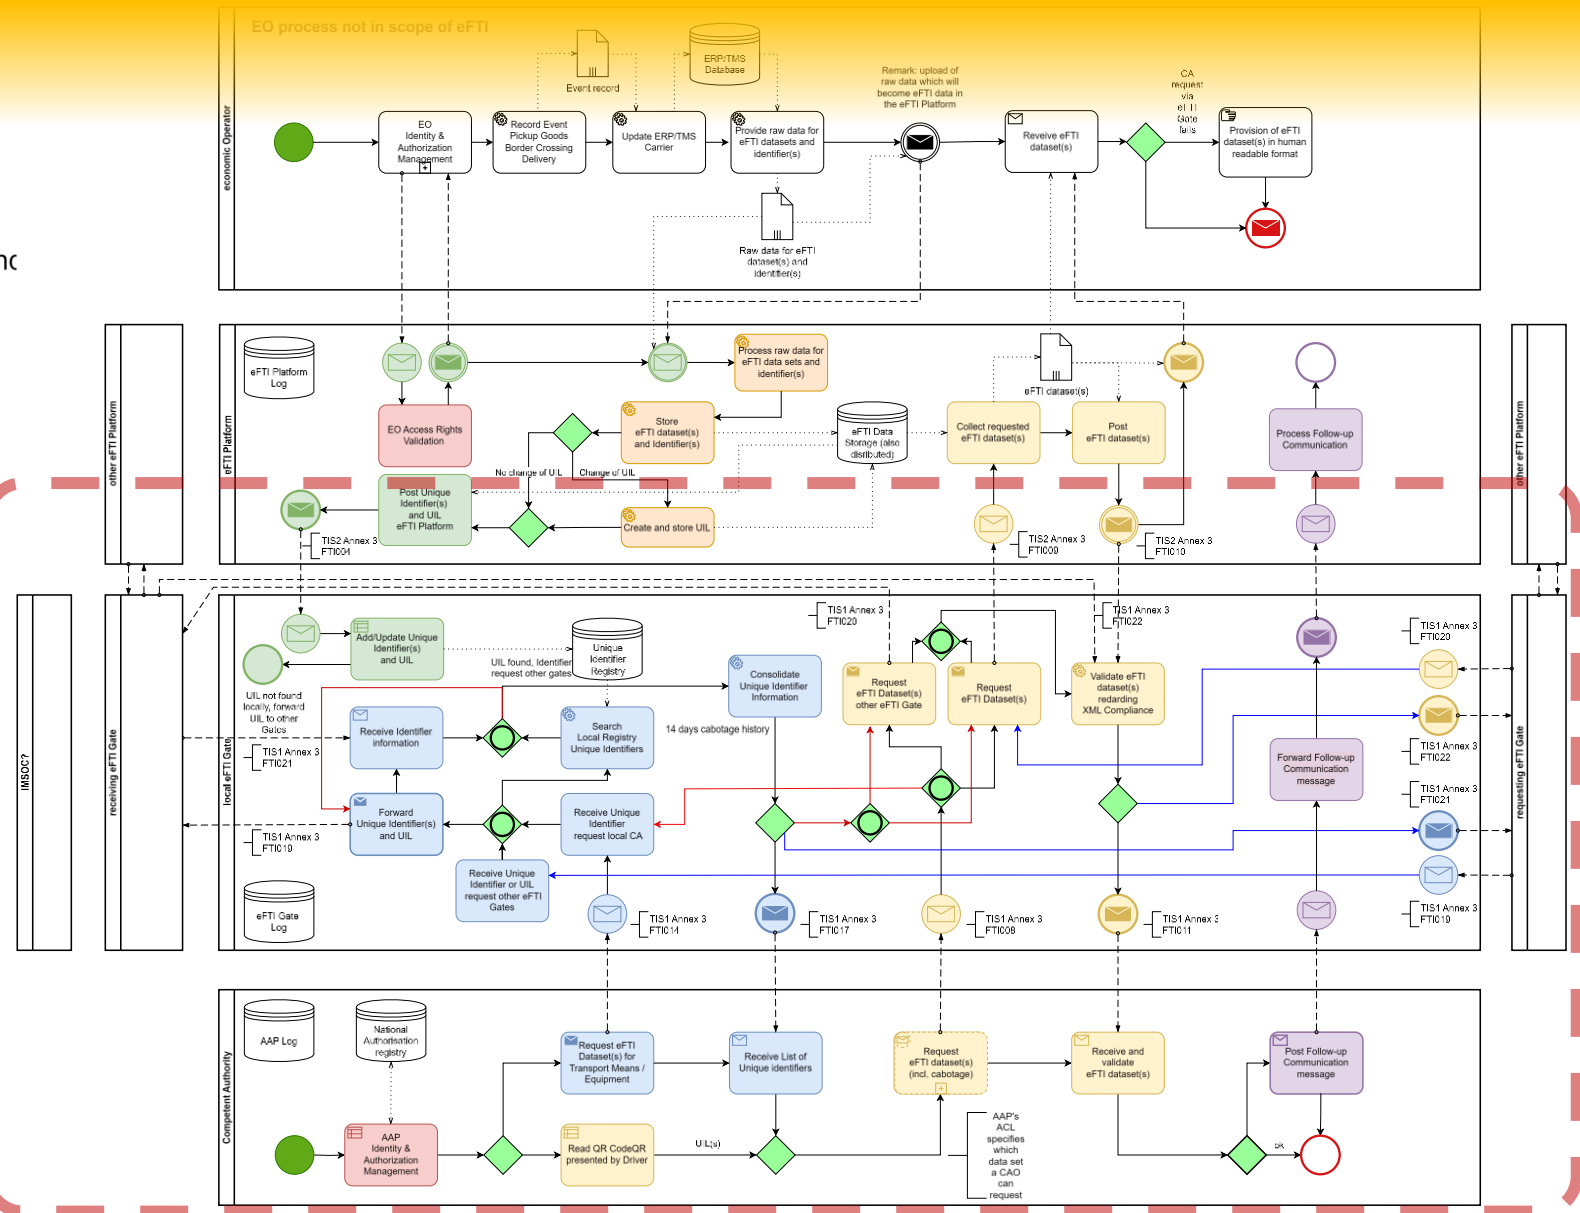 EO process not in scope of eFTI
Event record
ERP/TMS
Database
Remark: upload of
raw data which will
become eFTI data in
the eFTI Platform
CA
request
via
eFTI
Gate
fails
economic Operator
EO
Identity &
Authorization
Management
Record Event
Pickup Goods
Border Crossing
Delivery
Update ERP/TMS
Carrier
Provide raw data for
eFTI datasets and
identifier(s)
Reveive eFTI
dataset(s)
Provision of eFTI
dataset(s) in human
readable format
Raw data for eFTI
dataset(s) and
identifier(s)
other eFTI Platform
eFTI Platform
eFTI Platform
Log
EO Access Rights
Validation
Process raw data for
eFTI data sets and
identifier(s)
Store
eFTI dataset(s)
and Identifier(s)
No change of UIL
Change of UIL
Post Unique
Identifier(s)
and UIL
eFTI Platform
Create and store UIL
eFTI Data
Storage (also
disributed)
eFTI dataset(s)
Collect requested
eFTI dataset(s)
Post
eFTI dataset(s)
Process Follow-up
Communication
other eFTI Platform
TIS2 Annex 3
FTI004
TIS2 Annex 3
FTI009
TIS2 Annex 3
FTI010
IMSOC?
receiving eFTI Gate
local eFTI Gate
requesting eFTI Gate
Add/Update Unique
Identifier(s)
and UIL
UIL found, Identifier
request other gates
Unique
Identifier
Registry
UIL not found
locally, forward
UIL to other
Gates
TIS1 Annex 3
FTI021
Receive Identifier
information
Search
Local Registry
Unique Identifiers
Consolidate
Unique Identifier
Information
14 days cabotage history
TIS1 Annex 3
FTI020
Request
eFTI Dataset(s)
other eFTI Gate
Request
eFTI Dataset(s)
TIS1 Annex 3
FTI022
Validate eFTI
dataset(s)
redarding
XML Compliance
TIS1 Annex 3
FTI020
TIS1 Annex 3
FTI022
Forward Follow-up
Communication
message
TIS1 Annex 3
FTI021
TIS1 Annex 3
FTI019
Forward
Unique Identifier(s)
and UIL
Receive Unique
Identifier
request local CA
Receive Unique
Identifier or UIL
request other eFTI
Gates
TIS1 Annex 3
FTI019
eFTI Gate
Log
TIS1 Annex 3
FTI014
TIS1 Annex 3
FTI017
TIS1 Annex 3
FTI008
TIS1 Annex 3
FTI011
Competent Authority
AAP Log
National
Authorisation
registry
AAP
Identity &
Authorization
Management
Request eFTI
Dataset(s) for
Transport Means /
Equipment
Receive List of
Unique identifiers
Read QR CodeQR
presented by Driver
UIL(s)
Request
eFTI dataset(s)
(incl. cabotage)
AAP's
ACL
specifies
which
data set
a CAO
can
request
Receive and
validate
eFTI dataset(s)
Post Follow-up
Communication
message